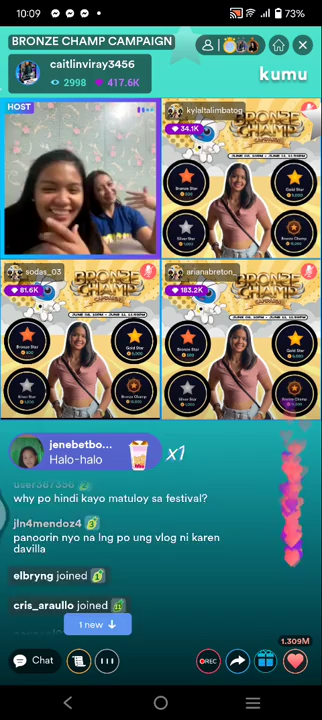 10:09
73%
BRONZE CHAMP CAMPAIGN
caitlinviray3456
2998 417.6K
kumu
HOST
kylaltalimbatog
34.1K
BRONZE
CHAMP
CAMPAIGN
Bronze Star
Gold Star
Silver Star
Bronze Champ
sodas_03
81.6K
BRONZE
CHAMP
CAMPAIGN
Bronze Star
Gold Star
Silver Star
Bronze Champ
arianabreton_
183.2K
BRONZE
CHAMP
CAMPAIGN
Bronze Star
Gold Star
Silver Star
Bronze Champ
jenebetbo...
Halo-halo
x1
user387356
why po hindi kayo matuloy sa festival?
jln4mendoz4
panoorin nyo na lng po ung vlog ni karen
davilla
elbryng joined
cris_araullo joined
1 new
1.309M
Chat
REC